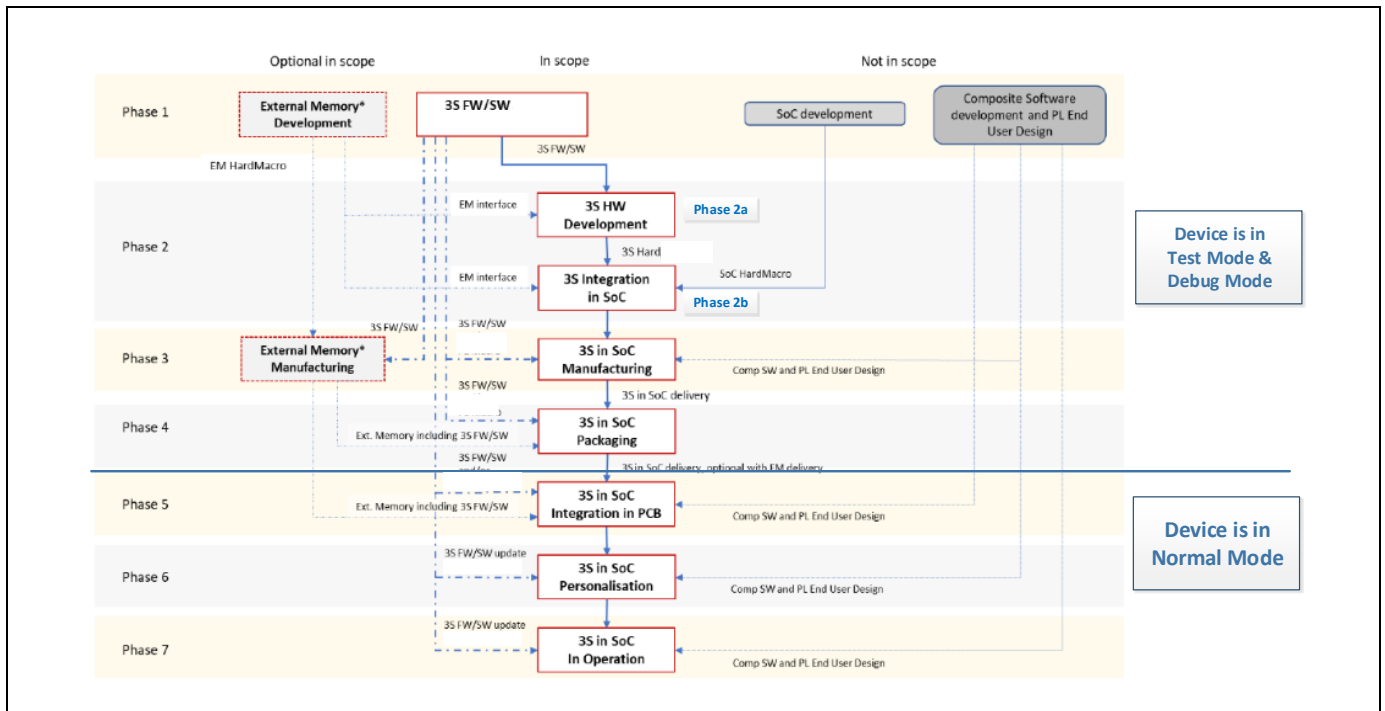 Optional in scope
In scope
Not in scope
Phase 1
External Memory*
Development
3S FW/SW
SoC development
Composite Software
development and PL End
User Design
3S FW/SW
EM HardMacro
Phase 2
EM interface
3S HW
Development
Phase 2a
3S Hard
EM interface
3S Integration
in SoC
SoC HardMacro
Phase 2b
Device is in
Test Mode &
Debug Mode
3S FW/SW
3S FW/SW
Phase 3
External Memory*
Manufacturing
3S in SoC
Manufacturing
Comp SW and PL End User Design
3S FW/SW
3S in SoC delivery
Phase 4
3S in SoC
Packaging
Ext. Memory including 3S FW/SW
3S FW/SW
3S in SoC delivery, optional with EM delivery
Phase 5
3S in SoC
Integration in PCB
Ext. Memory including 3S FW/SW
Comp SW and PL End User Design
Device is in
Normal Mode
3S FW/SW update
Phase 6
3S in SoC
Personalisation
Comp SW and PL End User Design
3S FW/SW update
Phase 7
3S in SoC
In Operation
Comp SW and PL End User Design